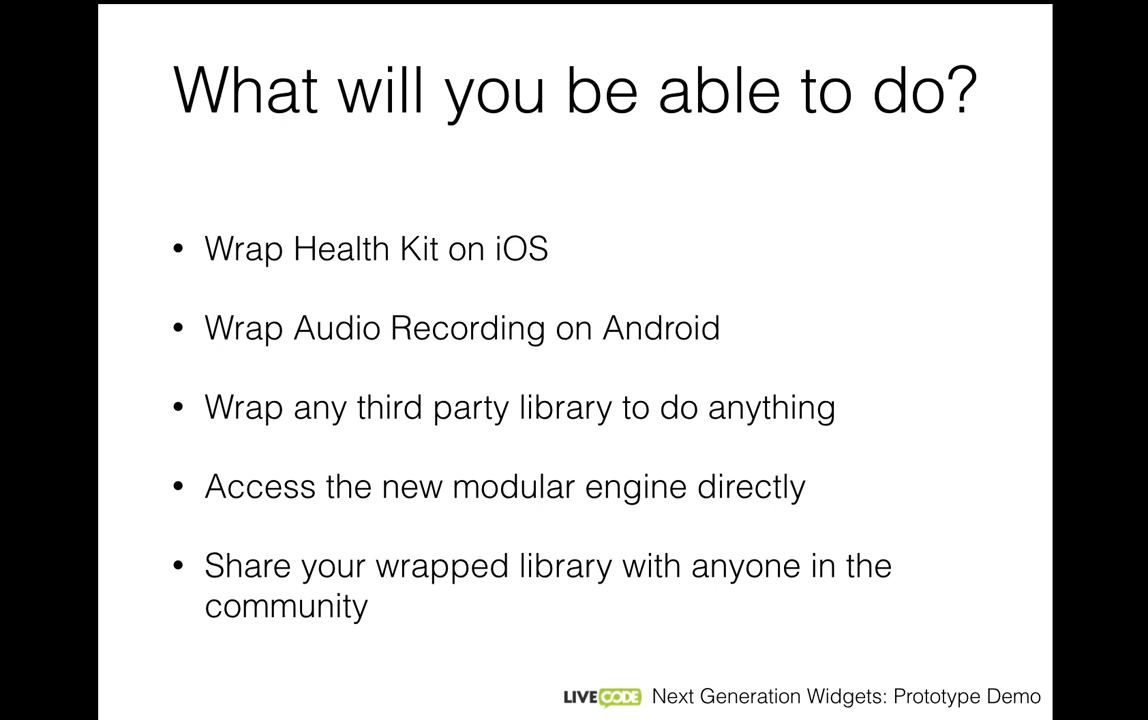 What will you be able to do?
• Wrap Health Kit on iOS
• Wrap Audio Recording on Android
• Wrap any third party library to do anything
• Access the new modular engine directly
• Share your wrapped library with anyone in the
community
LIVECODE Next Generation Widgets: Prototype Demo